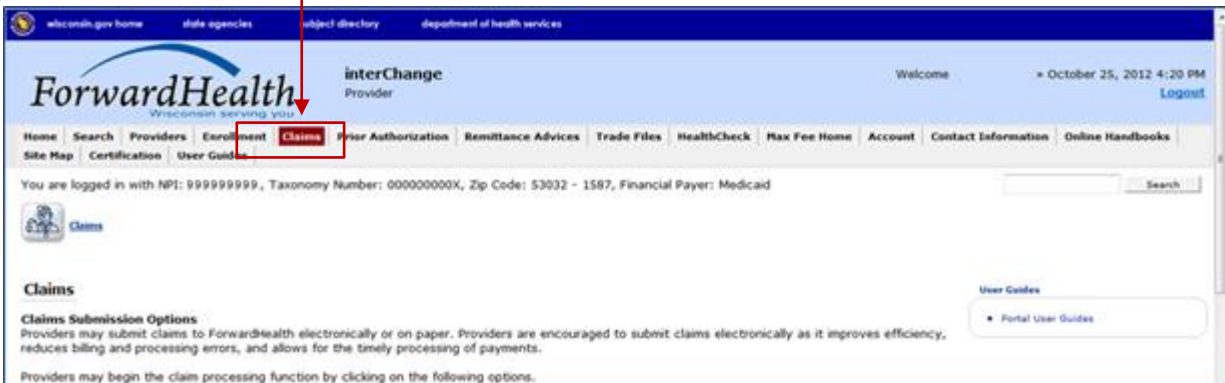 wisconsin.gov home state agencies subject directory department of health services
ForwardHealth
Wisconsin serving you
interChange
Provider
Welcome » October 25, 2012 4:20 PM
Logout
Home Search Providers Enrollment Claims Prior Authorization Remittance Advices Trade Files HealthCheck Max Fee Home Account Contact Information Online Handbooks
Site Map Certification User Guides
You are logged in with NPI: 999999999, Taxonomy Number: 000000000X, Zip Code: 53032 - 1587, Financial Payer: Medicaid
Search
Claims
Claims
User Guides
Claims Submission Options
• Portal User Guides
Providers may submit claims to ForwardHealth electronically or on paper. Providers are encouraged to submit claims electronically as it improves efficiency,
reduces billing and processing errors, and allows for the timely processing of payments.
Providers may begin the claim processing function by clicking on the following options.